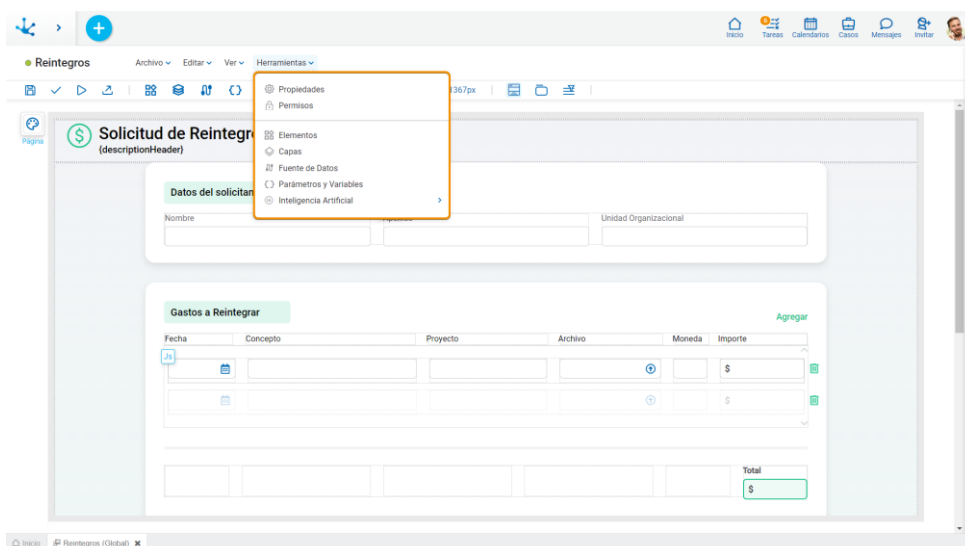 6
Inicio Tareas Calendarios Casos Mensajes Invitar
Reintegros Archivo Editar Ver Herramientas
1367px
Propiedades
Permisos
Elementos
Capas
Fuente de Datos
Parámetros y Variables
Inteligencia Artificial
Página
$ Solicitud de Reintegr
{descriptionHeader}
Datos del solicitan
Nombre Unidad Organizacional
Gastos a Reintegrar
Agregar
Fecha Concepto Proyecto Archivo Moneda Importe
Js
$
$
Total
$
Inicio Reintegros (Global)